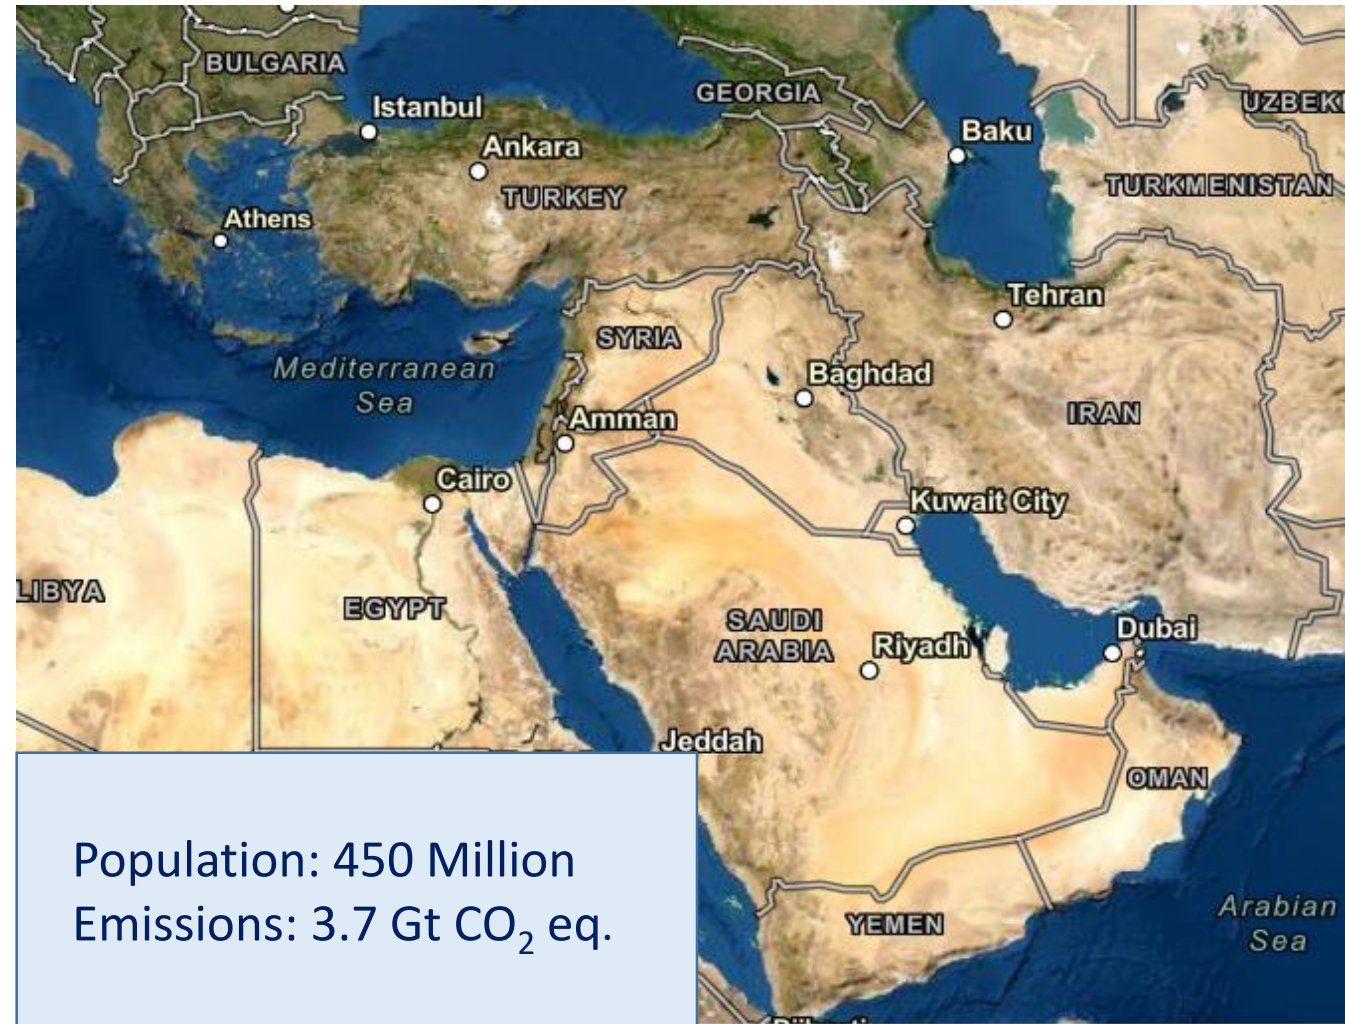 BULGARIA
Istanbul
GEORGIA
UZBEKI
Ankara
Baku
TURKEY
TURKMENISTAN
Athens
Tehran
SYRIA
Mediterranean
Sea
Baghdad
IRAN
Amman
Cairo
Kuwait City
LIBYA
EGYPT
SAUDI
ARABIA
Riyadh
Dubai
Jeddah
OMAN
YEMEN
Arabian
Sea
Population: 450 Million
Emissions: 3.7 Gt CO₂ eq.